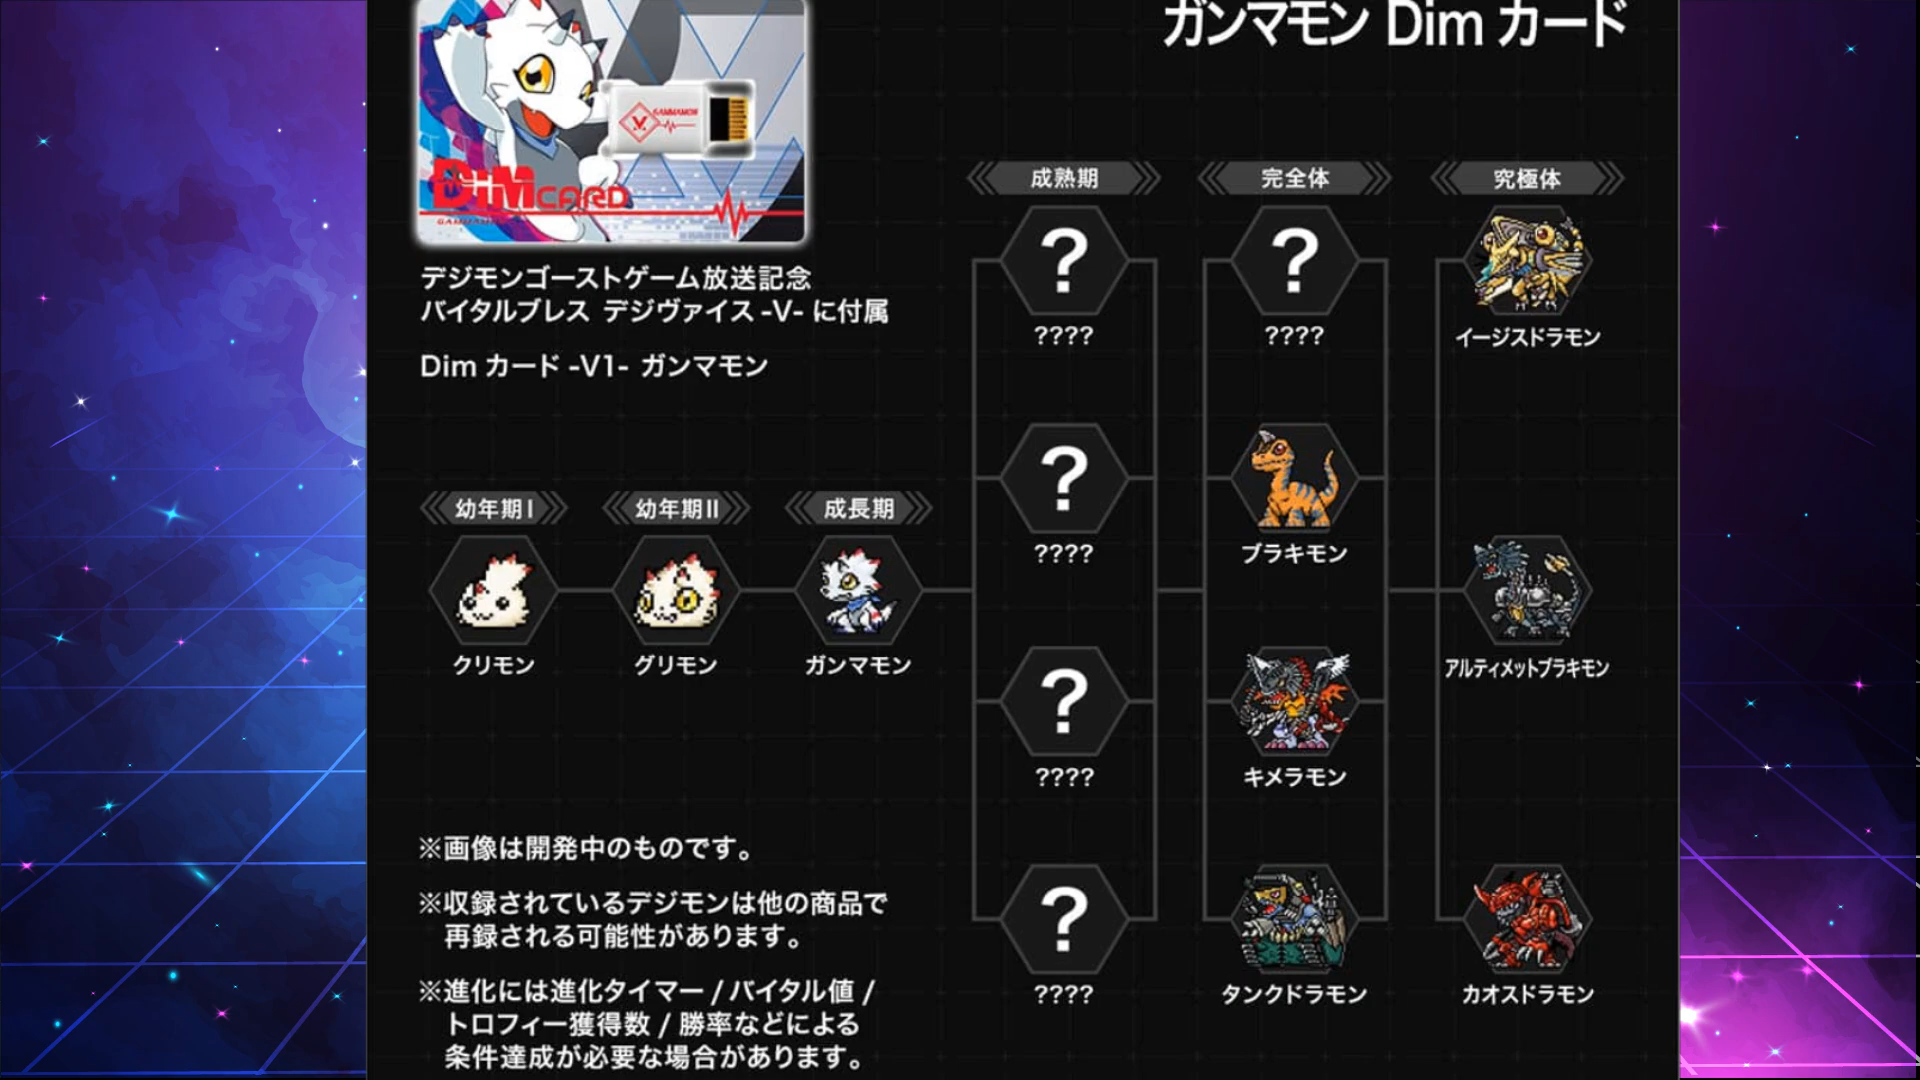 ガンマモン Dim カード
GAMMAMON
V
DiM CARD
デジモンゴーストゲーム放送記念
バイタルブレス デジヴァイス -V- に付属
Dim カード -V1- ガンマモン
幼年期I
幼年期II
成長期
クリモン
グリモン
ガンマモン
成熟期
完全体
究極体
?
?
????
????
イージスドラモン
?
????
ブラキモン
アルティメットブラキモン
?
????
キメラモン
?
????
タンクドラモン
カオスドラモン
※画像は開発中のものです。
※収録されているデジモンは他の商品で
再録される可能性があります。
※進化には進化タイマー / バイタル値 /
トロフィー獲得数 / 勝率などによる
条件達成が必要な場合があります。